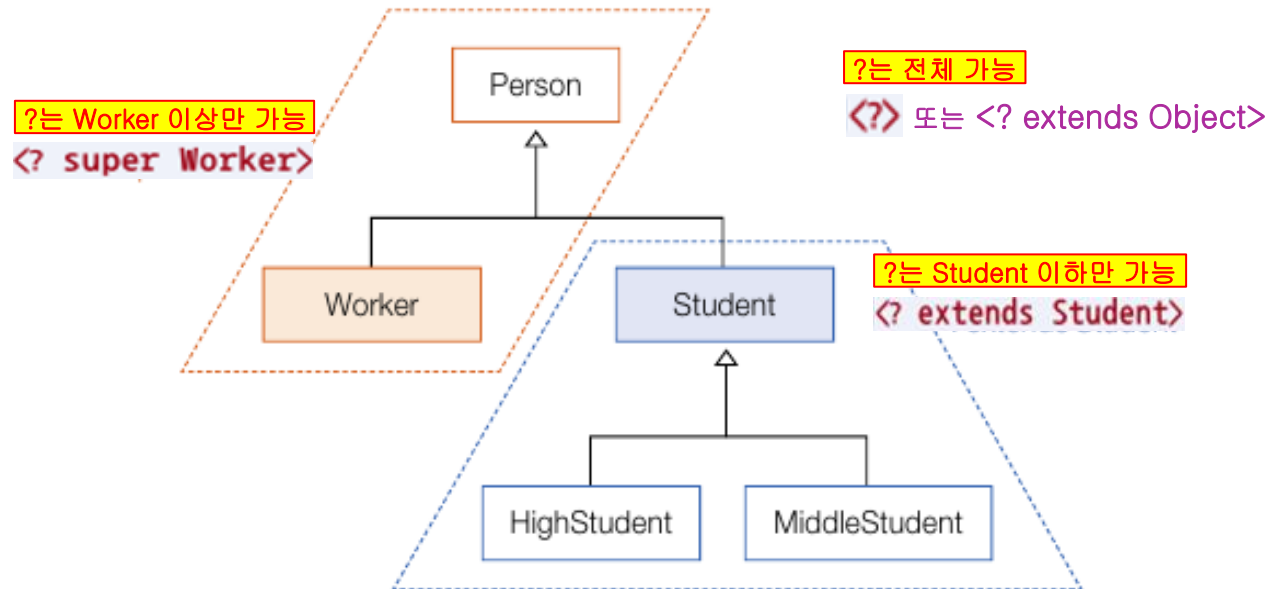 Person
?는 전체 가능
<?> 또는 <? extends Object>
?는 Worker 이상만 가능
<? super Worker>
Worker
Student
?는 Student 이하만 가능
<? extends Student>
HighStudent
MiddleStudent